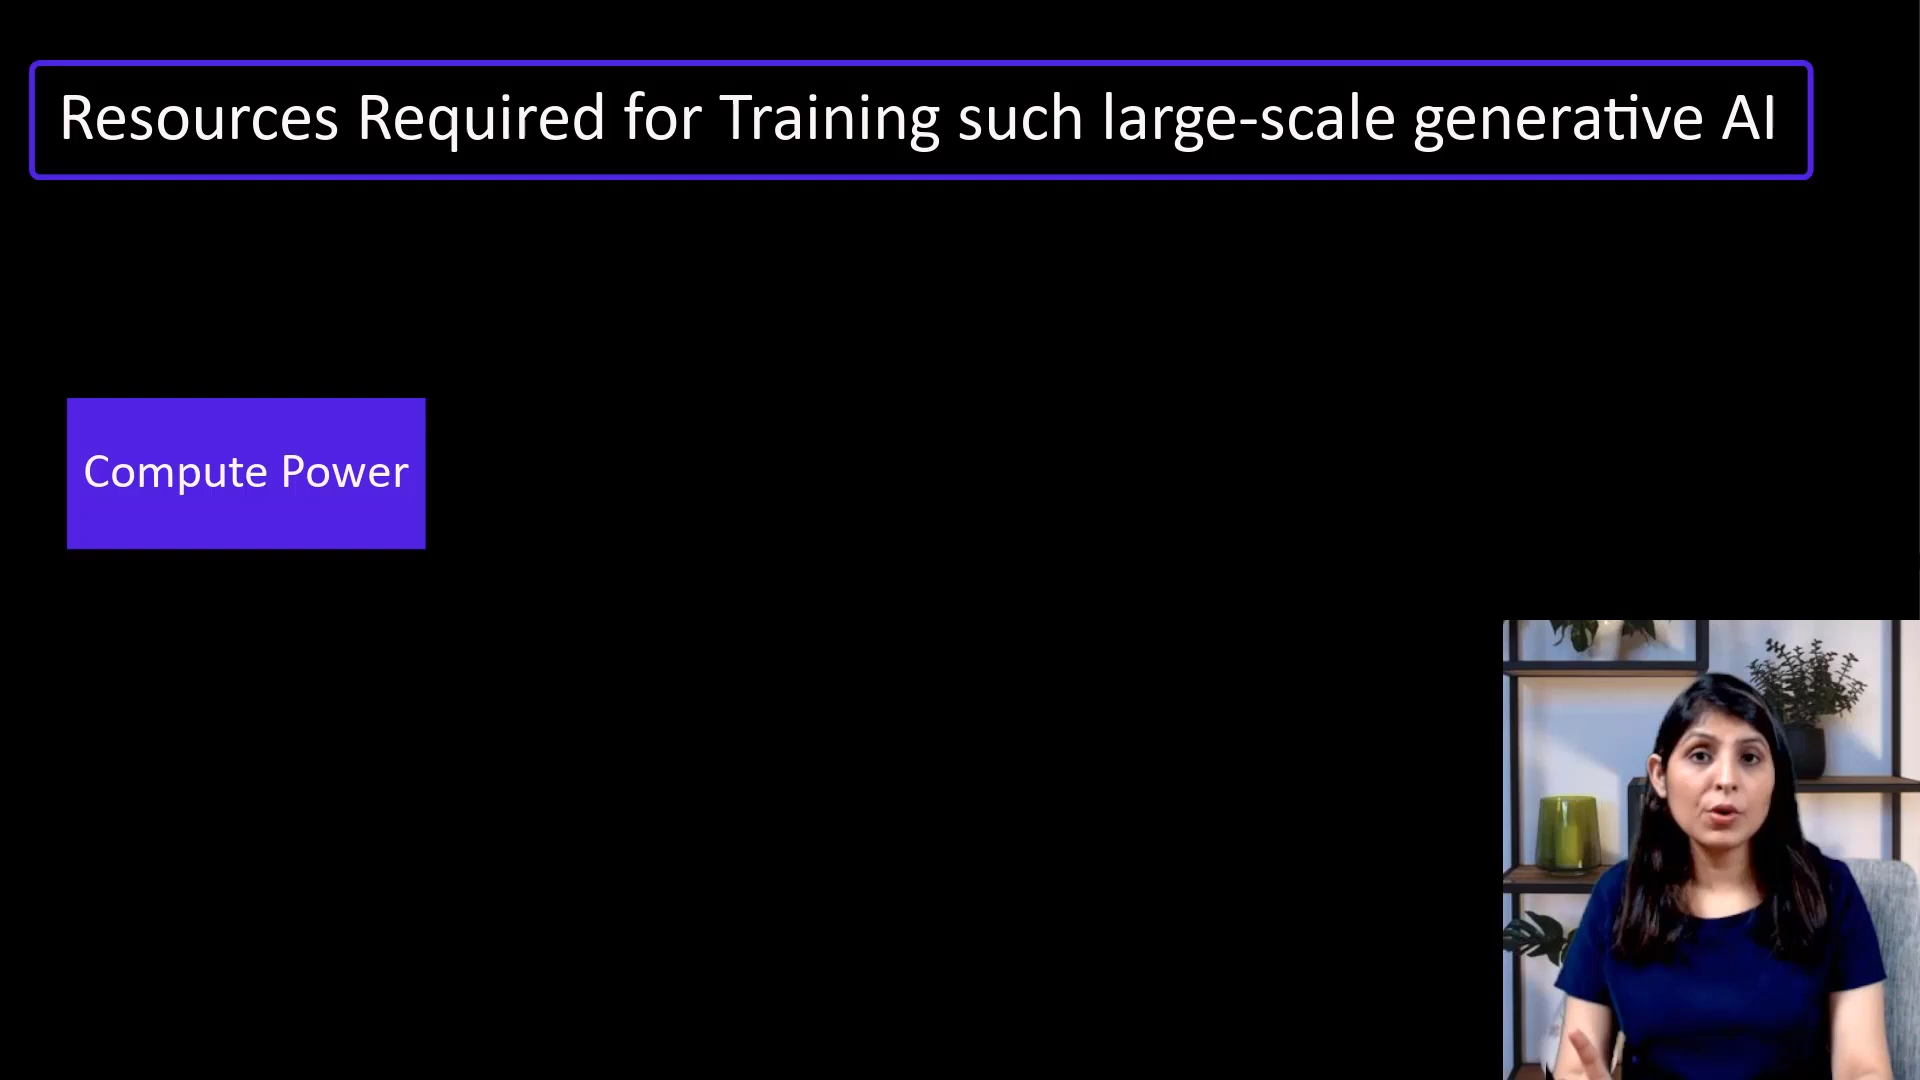 Resources Required for Training such large-scale generative AI
Compute Power